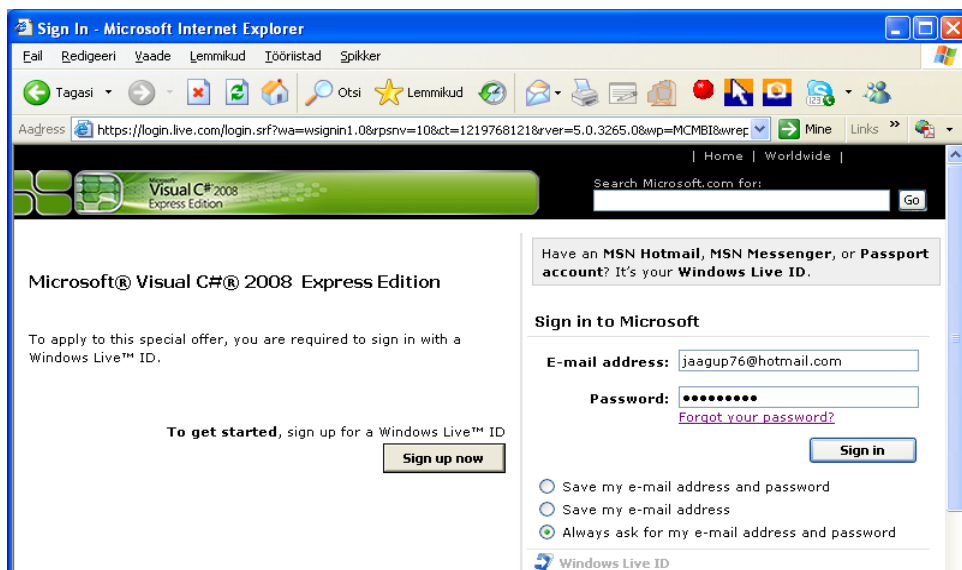 Sign In - Microsoft Internet Explorer
Fail Redigeeri Vaade Lemmikud Tööriistad Spikker
Tagasi Otsi Lemmikud
Aadress https://login.live.com/login.srf?wa=wsignin1.0&rpsnv=10&ct=1219768121&rver=5.0.3265.0&wp=MCMBI&wrep Mine Links »
| Home | Worldwide |
Microsoft
Visual C# 2008
Express Edition
Search Microsoft.com for:
Go
Have an MSN Hotmail, MSN Messenger, or Passport
account? It's your Windows Live ID.
Microsoft® Visual C#® 2008 Express Edition
Sign in to Microsoft
To apply to this special offer, you are required to sign in with a
Windows Live™ ID.
E-mail address: jaagup76@hotmail.com
Password: •••••••••
Forgot your password?
To get started, sign up for a Windows Live™ ID
Sign up now
Sign in
Save my e-mail address and password
Save my e-mail address
Always ask for my e-mail address and password
Windows Live ID